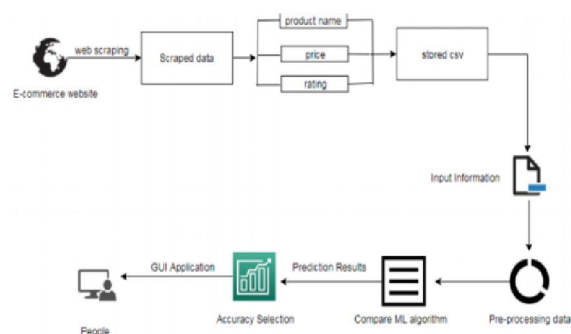 product name
web scraping
Scraped data
price
stored csv
rating
E-commerce website
Input Information
GUI Application
Prediction Results
People
Accuracy Selection
Compare ML algorithm
Pre-processing data